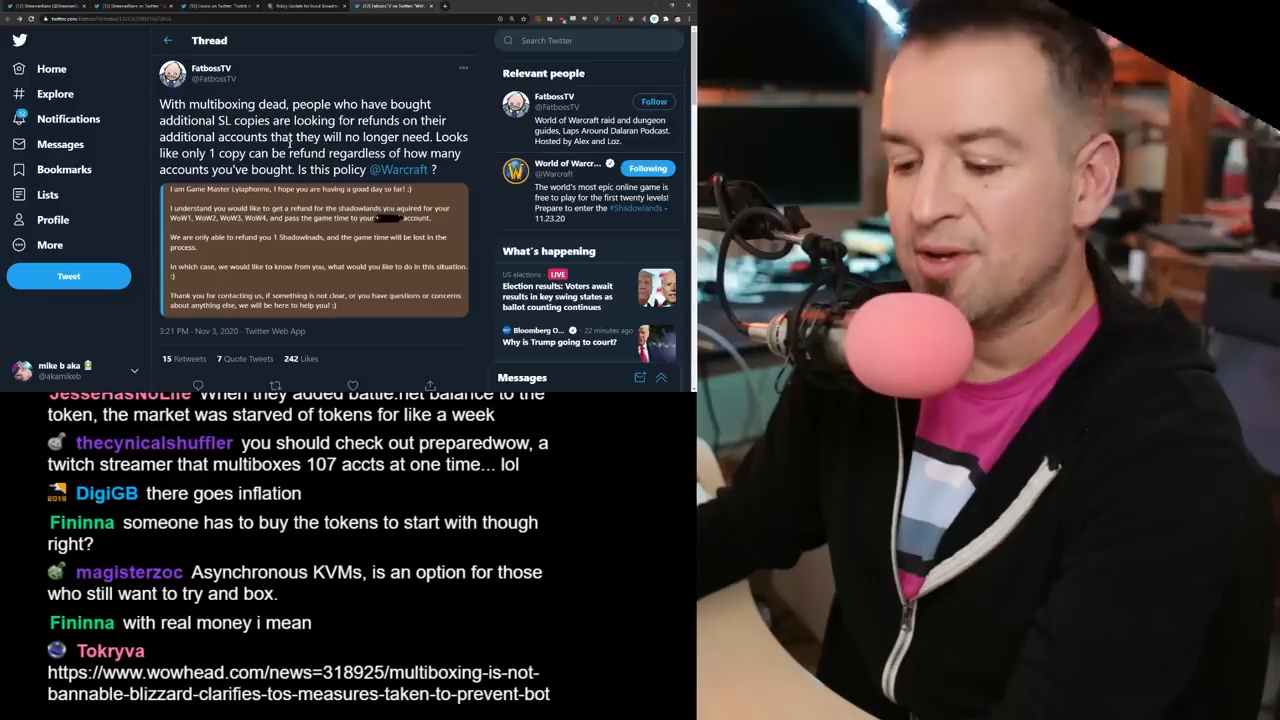 Thread
Search Twitter
Home
Explore
Notifications
Messages
Bookmarks
Lists
Profile
More
Tweet
mike b aka
@akamikeb
FatbossTV
@FatbossTV
With multiboxing dead, people who have bought
additional SL copies are looking for refunds on their
additional accounts that they will no longer need. Looks
like only 1 copy can be refund regardless of how many
accounts you've bought. Is this policy @Warcraft ?
I am Game Master Lylaphonne, I hope you are having a good day so far! :)
I understand you would like to get a refund for the shadowlands you aquired for your
WoW1, WoW2, WoW3, WoW4, and pass the game time to your account.
We are only able to refund you 1 Shadowlnads, and the game time will be lost in the
process.
In which case, we would like to know from you, what would you like to do in this situation.
:)
Thank you for contacting us, if something is not clear, or you have questions or concerns
about anything else, we will be here to help you! :)
3:21 PM · Nov 3, 2020 · Twitter Web App
15 Retweets 7 Quote Tweets 242 Likes
Relevant people
FatbossTV
@FatbossTV
Follow
World of Warcraft raid and dungeon
guides, Laps Around Dalaran Podcast.
Hosted by Alex and Loz.
World of Warcr...
@Warcraft
Following
The world's most epic online game is
free to play for the first twenty levels!
Prepare to enter the #Shadowlands -
11.23.20
What's happening
US elections · LIVE
Election results: Voters await
results in key swing states as
ballot counting continues
Bloomberg O... · 22 minutes ago
Why is Trump going to court?
Messages
JesseHasNoLife When they added battle.net balance to the
token, the market was starved of tokens for like a week
thecynicalshuffler you should check out preparedwow, a
twitch streamer that multiboxes 107 accts at one time... lol
2019 DigiGB there goes inflation
Fininna someone has to buy the tokens to start with though
right?
magisterzoc Asynchronous KVMs, is an option for those
who still want to try and box.
Fininna with real money i mean
Tokryva
https://www.wowhead.com/news=318925/multiboxing-is-not-
bannable-blizzard-clarifies-tos-measures-taken-to-prevent-bot